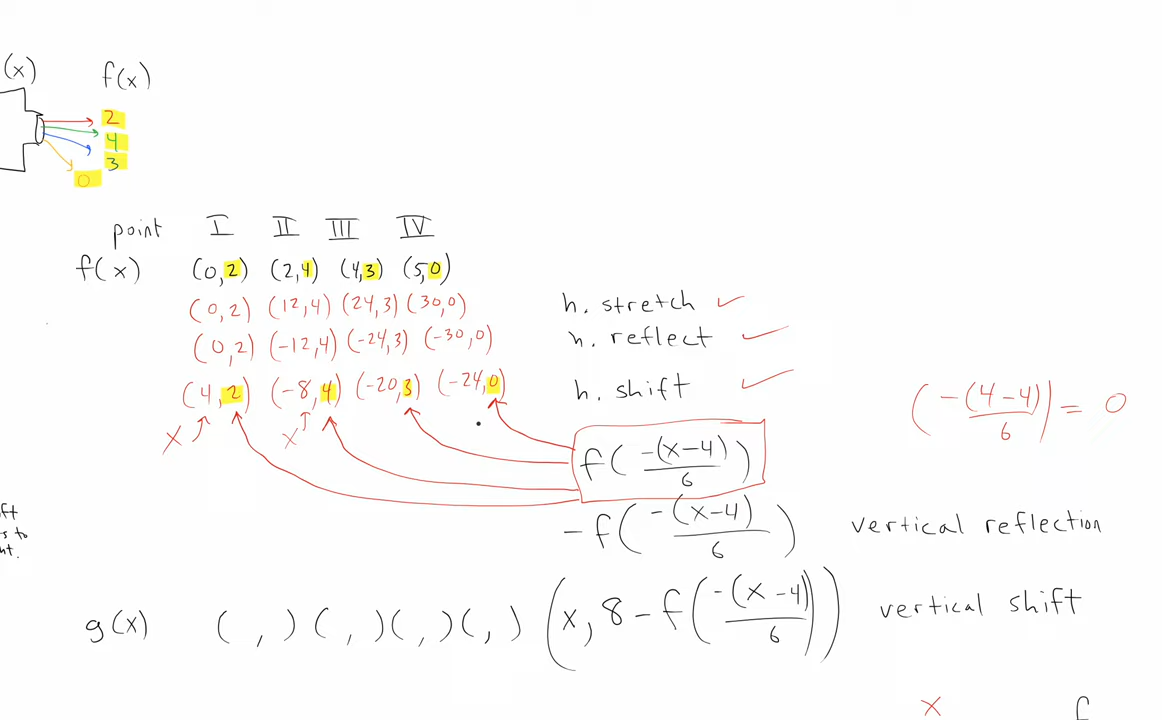 (x) f(x)
2
4
3
0
point I II III IV
f(x) (0,2) (2,4) (4,3) (5,0)
(0,2) (12,4) (24,3) (30,0) h. stretch ✓
(0,2) (-12,4) (-24,3) (-30,0) h. reflect ✓
(4,2) (-8,4) (-20,3) (-24,0) h. shift ✓
(-(4-4)/6) = 0
x x
f(-(x-4)/6)
-f(-(x-4)/6) vertical reflection
g(x) ( , ) ( , ) ( , ) ( , ) (x, 8 - f(-(x-4)/6)) vertical shift
x